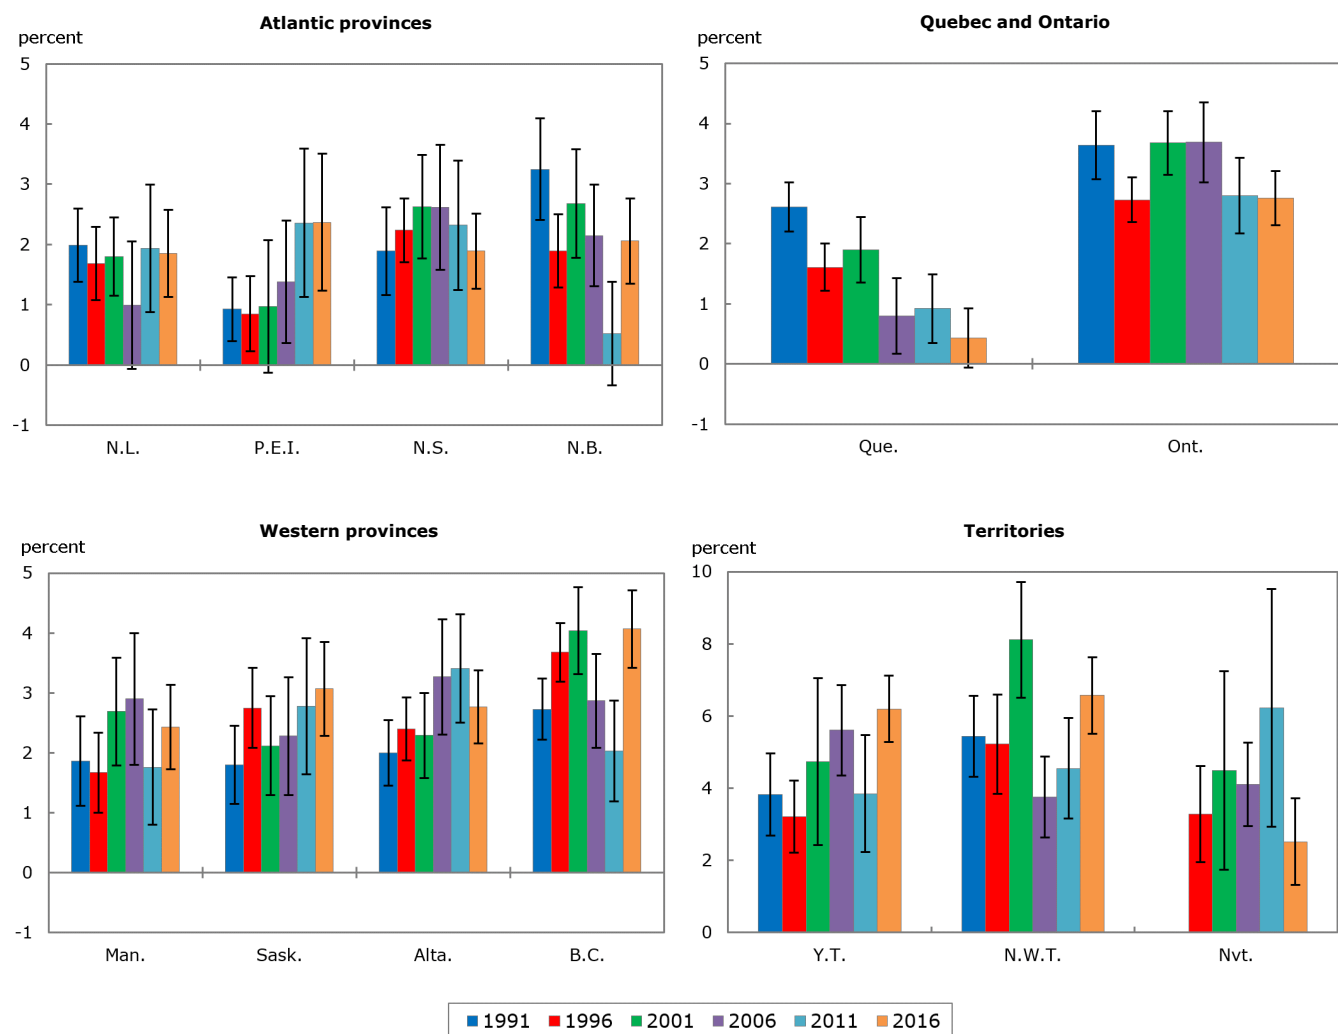 Atlantic provinces
percent
5
4
3
2
1
0
-1
N.L. P.E.I. N.S. N.B.
Quebec and Ontario
percent
5
4
3
2
1
0
-1
Que. Ont.
Western provinces
percent
5
4
3
2
1
0
-1
Man. Sask. Alta. B.C.
Territories
percent
10
8
6
4
2
0
Y.T. N.W.T. Nvt.
1991 1996 2001 2006 2011 2016